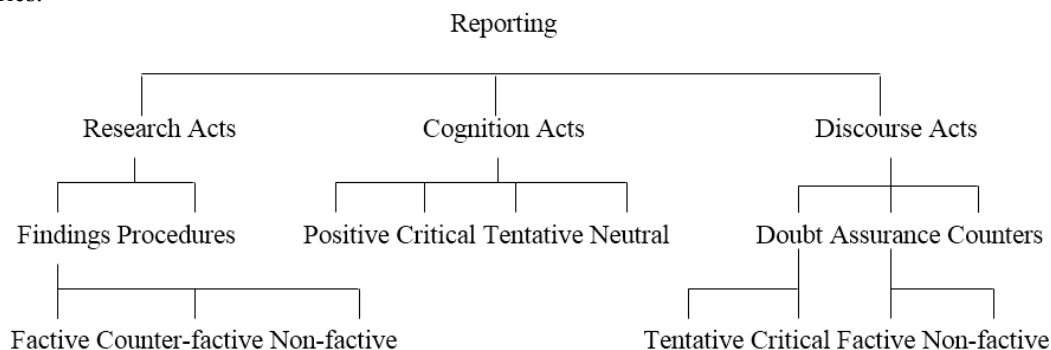 Reporting
Research Acts Cognition Acts Discourse Acts
Findings Procedures Positive Critical Tentative Neutral Doubt Assurance Counters
Factive Counter-factive Non-factive Tentative Critical Factive Non-factive